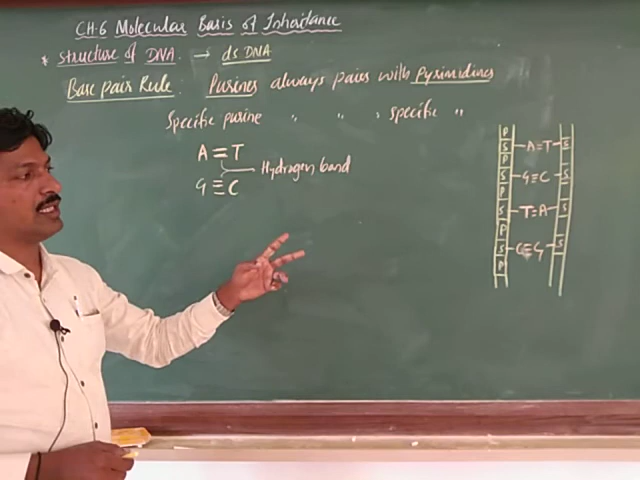 CH-6 Molecular Basis of Inheritance
* Structure of DNA. → ds DNA
Base pair Rule. Purines always pairs with Pyrimidines
Specific purine " " , specific "
A = T
Hydrogen band
G ≡ C
P
S A=T S
P
S G≡C S
P
S T=A S
P
S C≡G S
P